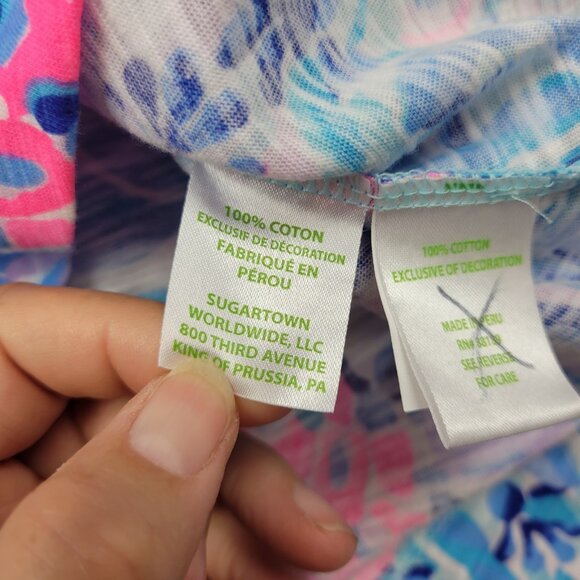 100% COTON
EXCLUSIF DE DÉCORATION
FABRIQUÉ EN
PÉROU
SUGARTOWN
WORLDWIDE, LLC
800 THIRD AVENUE
KING OF PRUSSIA, PA
100% COTTON
EXCLUSIVE OF DECORATION
MADE IN PERU
RN#
SEE REVERSE
FOR CARE